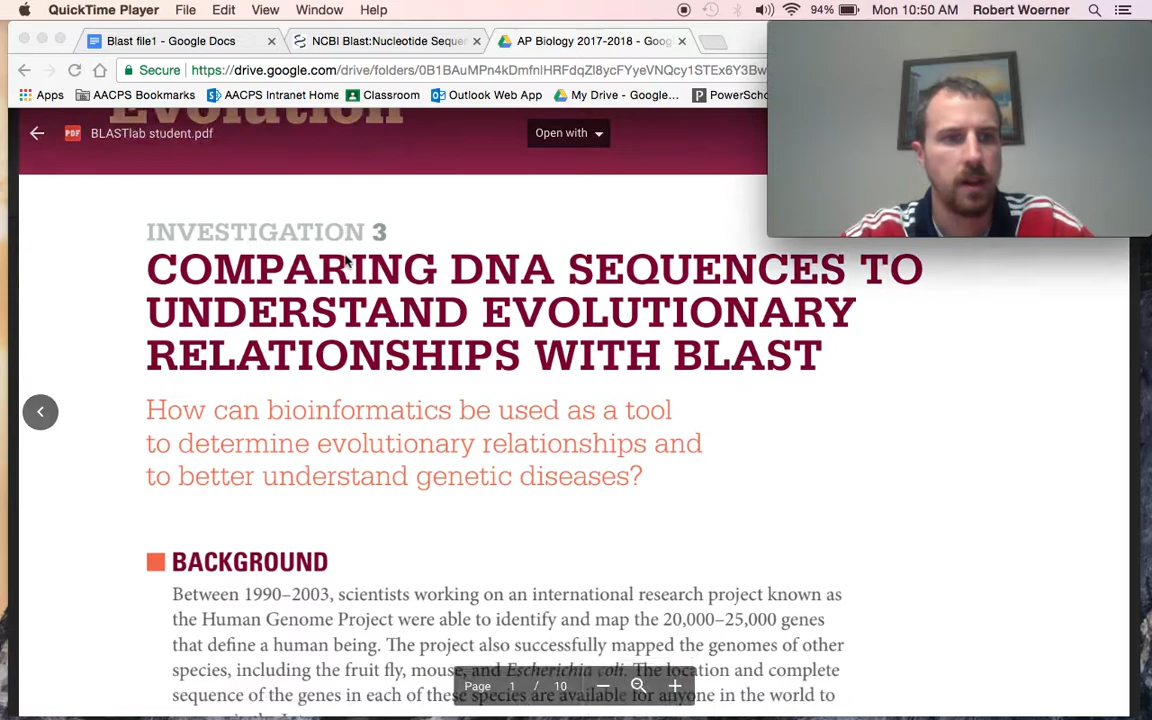 QuickTime Player File Edit View Window Help 94% Mon 10:50 AM Robert Woerner
Blast file1 - Google Docs NCBI Blast:Nucleotide Sequer AP Biology 2017-2018 - Goog
Secure https://drive.google.com/drive/folders/0B1BAuMPn4kDmfnlHRFdqZl8ycFYyeVNQcy1STEx6Y3Bw
Apps AACPS Bookmarks AACPS Intranet Home Classroom Outlook Web App My Drive - Google... PowerScho
Evolution
PDF BLASTlab student.pdf Open with
INVESTIGATION 3
COMPARING DNA SEQUENCES TO
UNDERSTAND EVOLUTIONARY
RELATIONSHIPS WITH BLAST
How can bioinformatics be used as a tool
to determine evolutionary relationships and
to better understand genetic diseases?
BACKGROUND
Between 1990–2003, scientists working on an international research project known as
the Human Genome Project were able to identify and map the 20,000–25,000 genes
that define a human being. The project also successfully mapped the genomes of other
species, including the fruit fly, mouse, and Escherichia coli. The location and complete
sequence of the genes in each of these species are available for anyone in the world to
Page 1 / 10